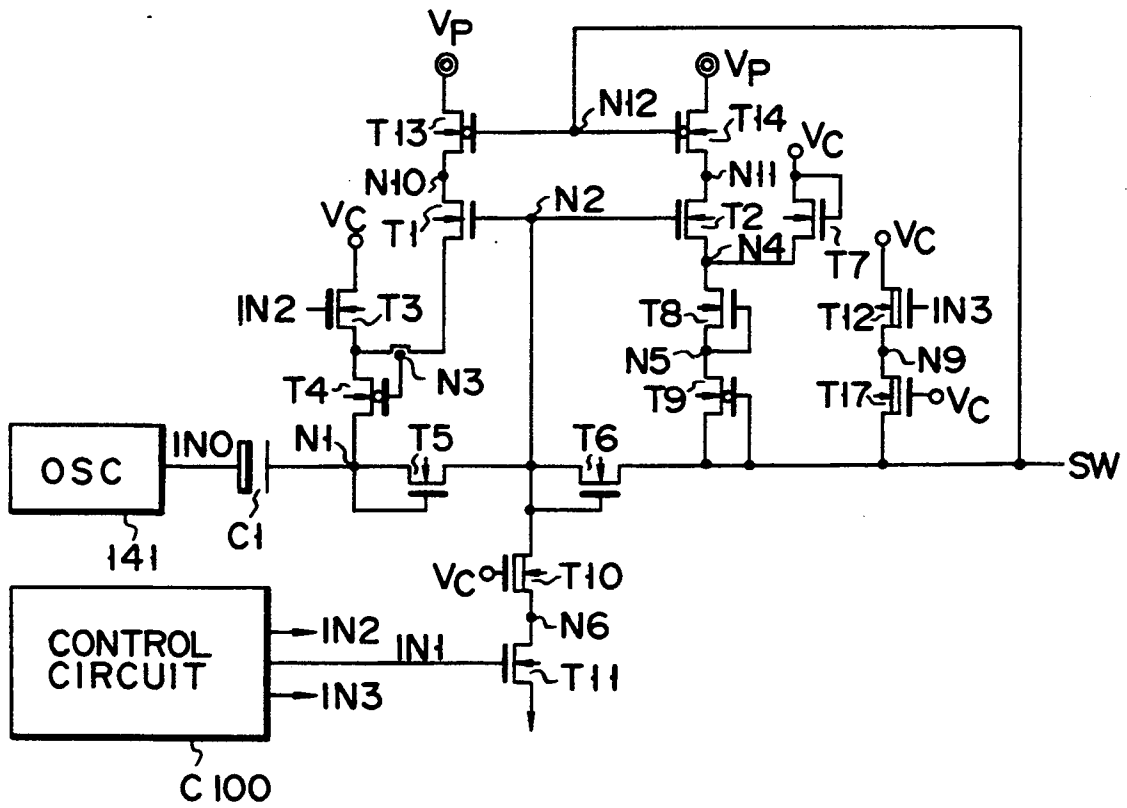 VP
VP
T13
N12
T14
VC
N10
N11
VC
T1
N2
T2
N4
T7
VC
IN2
T3
T8
T12
IN3
N3
N5
N9
T4
T9
T17
VC
N1
T5
T6
OSC
IN0
SW
C1
141
VC
T10
CONTROL
CIRCUIT
IN2
N6
IN1
T11
IN3
C100